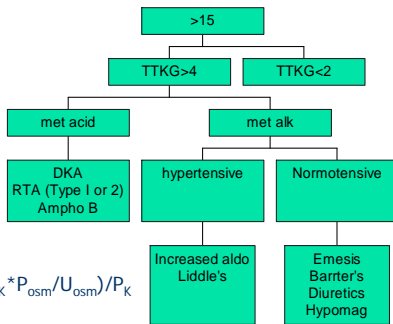 >15
TTKG>4
TTKG<2
met acid
met alk
DKA
RTA (Type I or 2)
Ampho B
hypertensive
Normotensive
Increased aldo
Liddle's
Emesis
Barrter's
Diuretics
Hypomag
K*Posm/Uosm)/PK